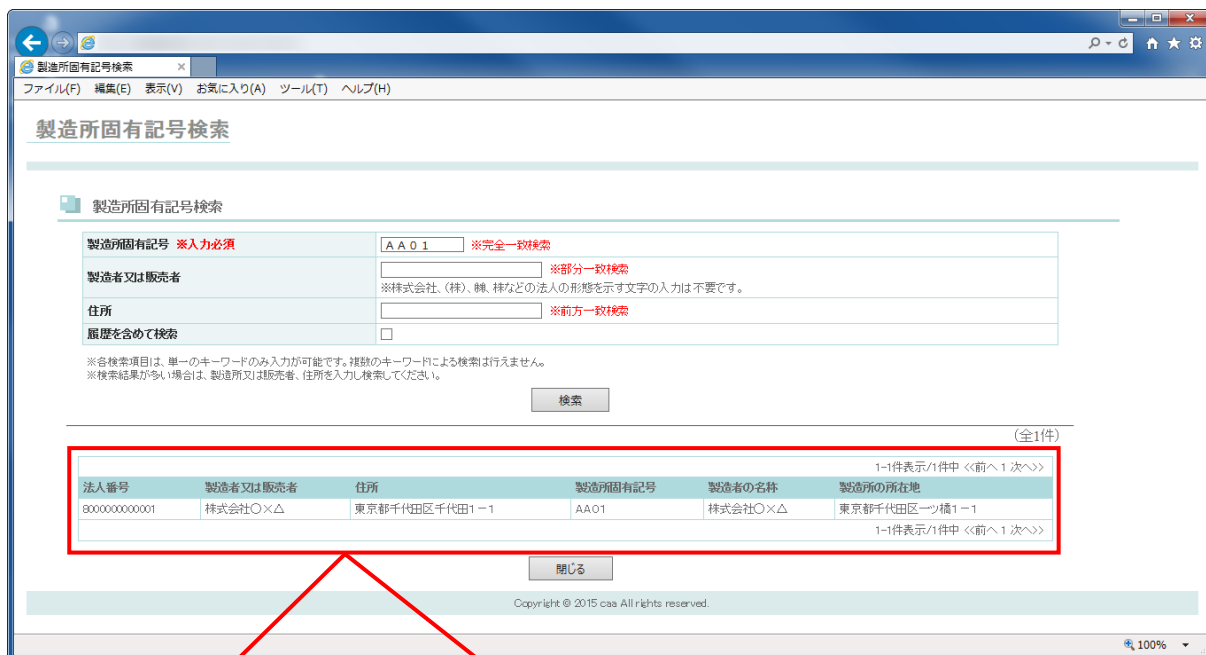 製造所固有記号検索 ×
ファイル(F) 編集(E) 表示(V) お気に入り(A) ツール(T) ヘルプ(H)
製造所固有記号検索
製造所固有記号検索
製造所固有記号 ※入力必須 AA01 ※完全一致検索
製造者又は販売者 ※部分一致検索
※株式会社、(株)、㈱、株などの法人の形態を示す文字の入力は不要です。
住所 ※前方一致検索
履歴を含めて検索
※各検索項目は、単一のキーワードのみ入力が可能です。複数のキーワードによる検索は行えません。
※検索結果が多い場合は、製造所又は販売者、住所を入力し検索してください。
検索
(全1件)
1-1件表示/1件中 <<前へ 1 次へ>>
法人番号 製造者又は販売者 住所 製造所固有記号 製造者の名称 製造所の所在地
8000000000001 株式会社○×△ 東京都千代田区千代田1-1 AA01 株式会社○×△ 東京都千代田区一ツ橋1-1
1-1件表示/1件中 <<前へ 1 次へ>>
閉じる
Copyright © 2015 caa All rights reserved.
100%